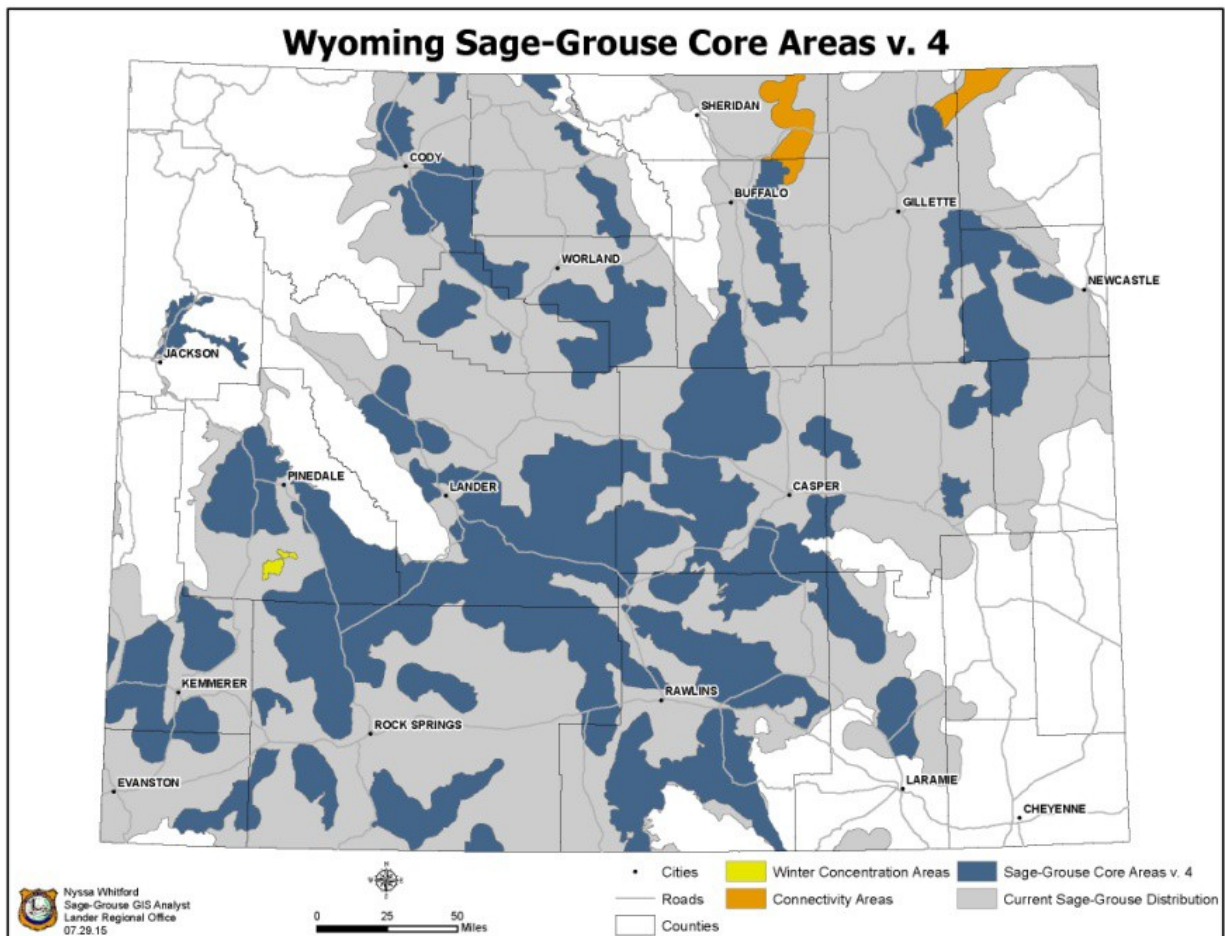 Wyoming Sage-Grouse Core Areas v. 4
SHERIDAN
CODY
BUFFALO
GILLETTE
WORLAND
NEWCASTLE
JACKSON
PINEDALE
LANDER
CASPER
KEMMERER
RAWLINS
ROCK SPRINGS
EVANSTON
LARAMIE
CHEYENNE
Nyssa Whitford
Sage-Grouse GIS Analyst
Lander Regional Office
07.29.15
0 25 50
Miles
Cities
Roads
Counties
Winter Concentration Areas
Connectivity Areas
Sage-Grouse Core Areas v. 4
Current Sage-Grouse Distribution